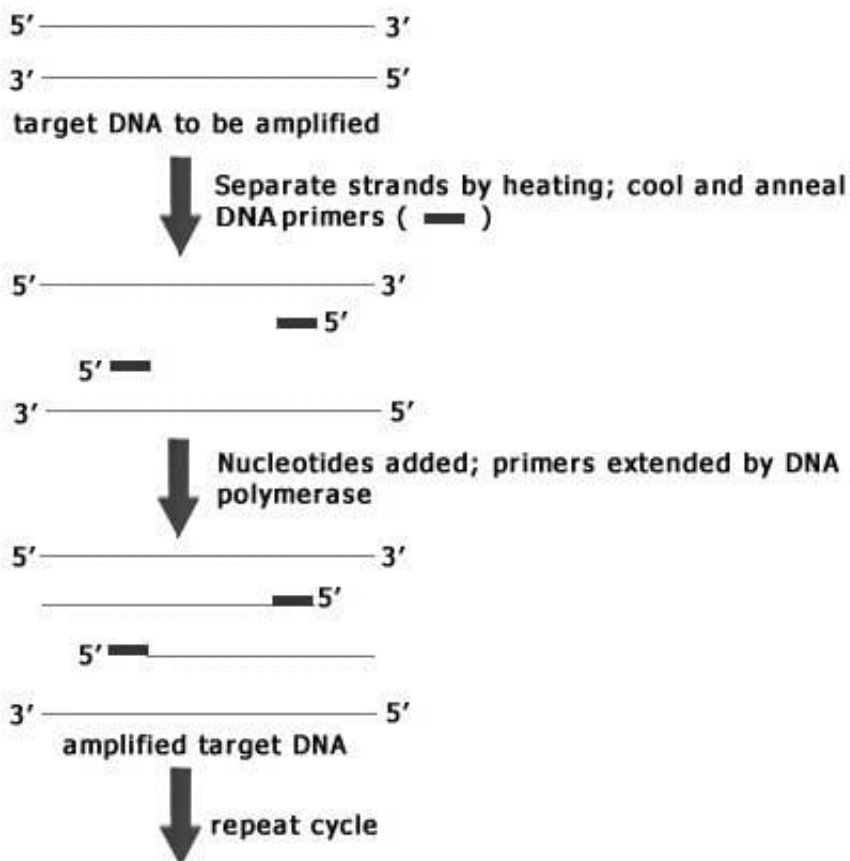 5′ 3′
3′ 5′
target DNA to be amplified
Separate strands by heating; cool and anneal
DNA primers ( )
5′ 3′
5′
5′
3′ 5′
Nucleotides added; primers extended by DNA
polymerase
5′ 3′
5′
5′
3′ 5′
amplified target DNA
repeat cycle